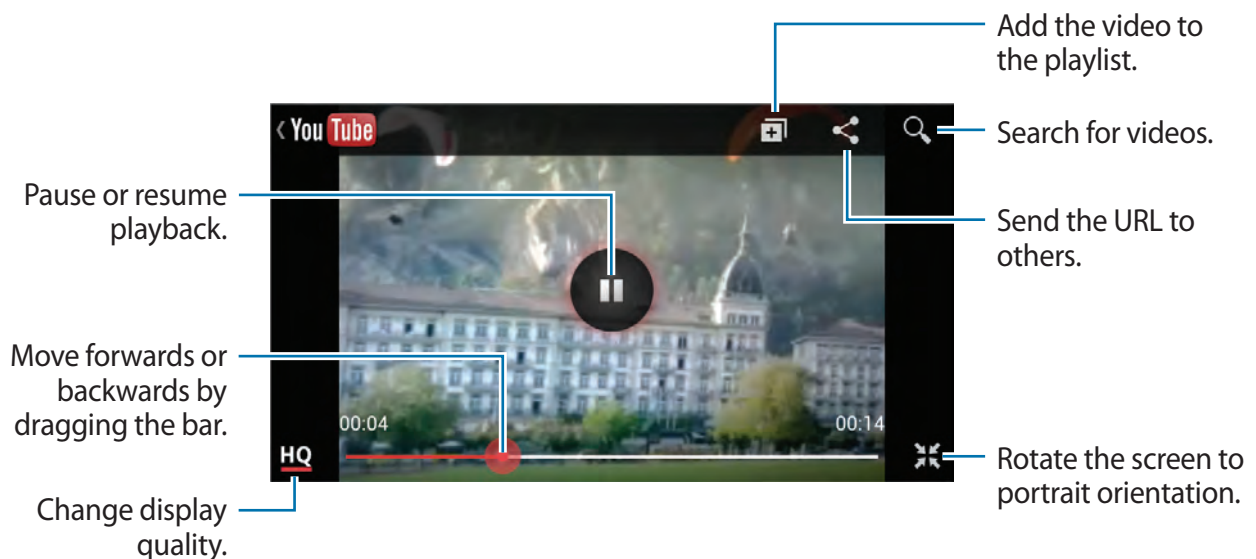 Add the video to
the playlist.
‹ YouTube
Search for videos.
Pause or resume
playback.
Send the URL to
others.
Move forwards or
backwards by
dragging the bar.
00:04
00:14
HQ
Rotate the screen to
portrait orientation.
Change display
quality.